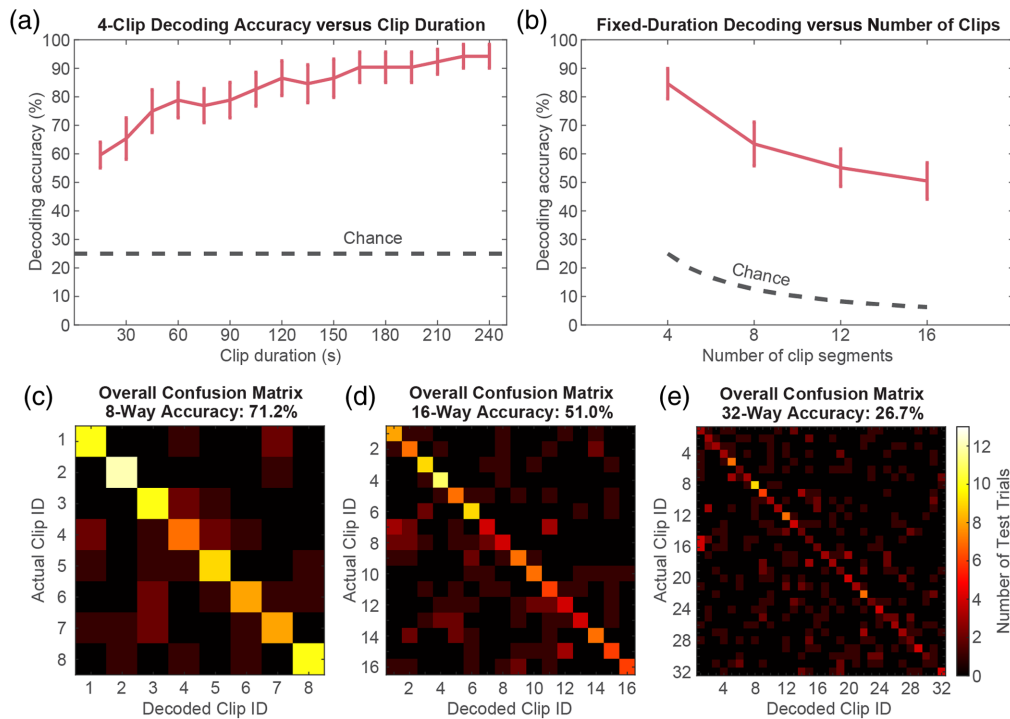 (a)
4-Clip Decoding Accuracy versus Clip Duration
100
90
80
70
60
50
40
30
20
10
0
Decoding accuracy (%)
Chance
30 60 90 120 150 180 210 240
Clip duration (s)
(b)
Fixed-Duration Decoding versus Number of Clips
100
90
80
70
60
50
40
30
20
10
0
Decoding accuracy (%)
Chance
4 8 12 16
Number of clip segments
(c)
Overall Confusion Matrix
8-Way Accuracy: 71.2%
1
2
3
4
5
6
7
8
Actual Clip ID
1 2 3 4 5 6 7 8
Decoded Clip ID
(d)
Overall Confusion Matrix
16-Way Accuracy: 51.0%
2
4
6
8
10
12
14
16
Actual Clip ID
2 4 6 8 10 12 14 16
Decoded Clip ID
(e)
Overall Confusion Matrix
32-Way Accuracy: 26.7%
4
8
12
16
20
24
28
32
Actual Clip ID
4 8 12 16 20 24 28 32
Decoded Clip ID
12
10
8
6
4
2
0
Number of Test Trials